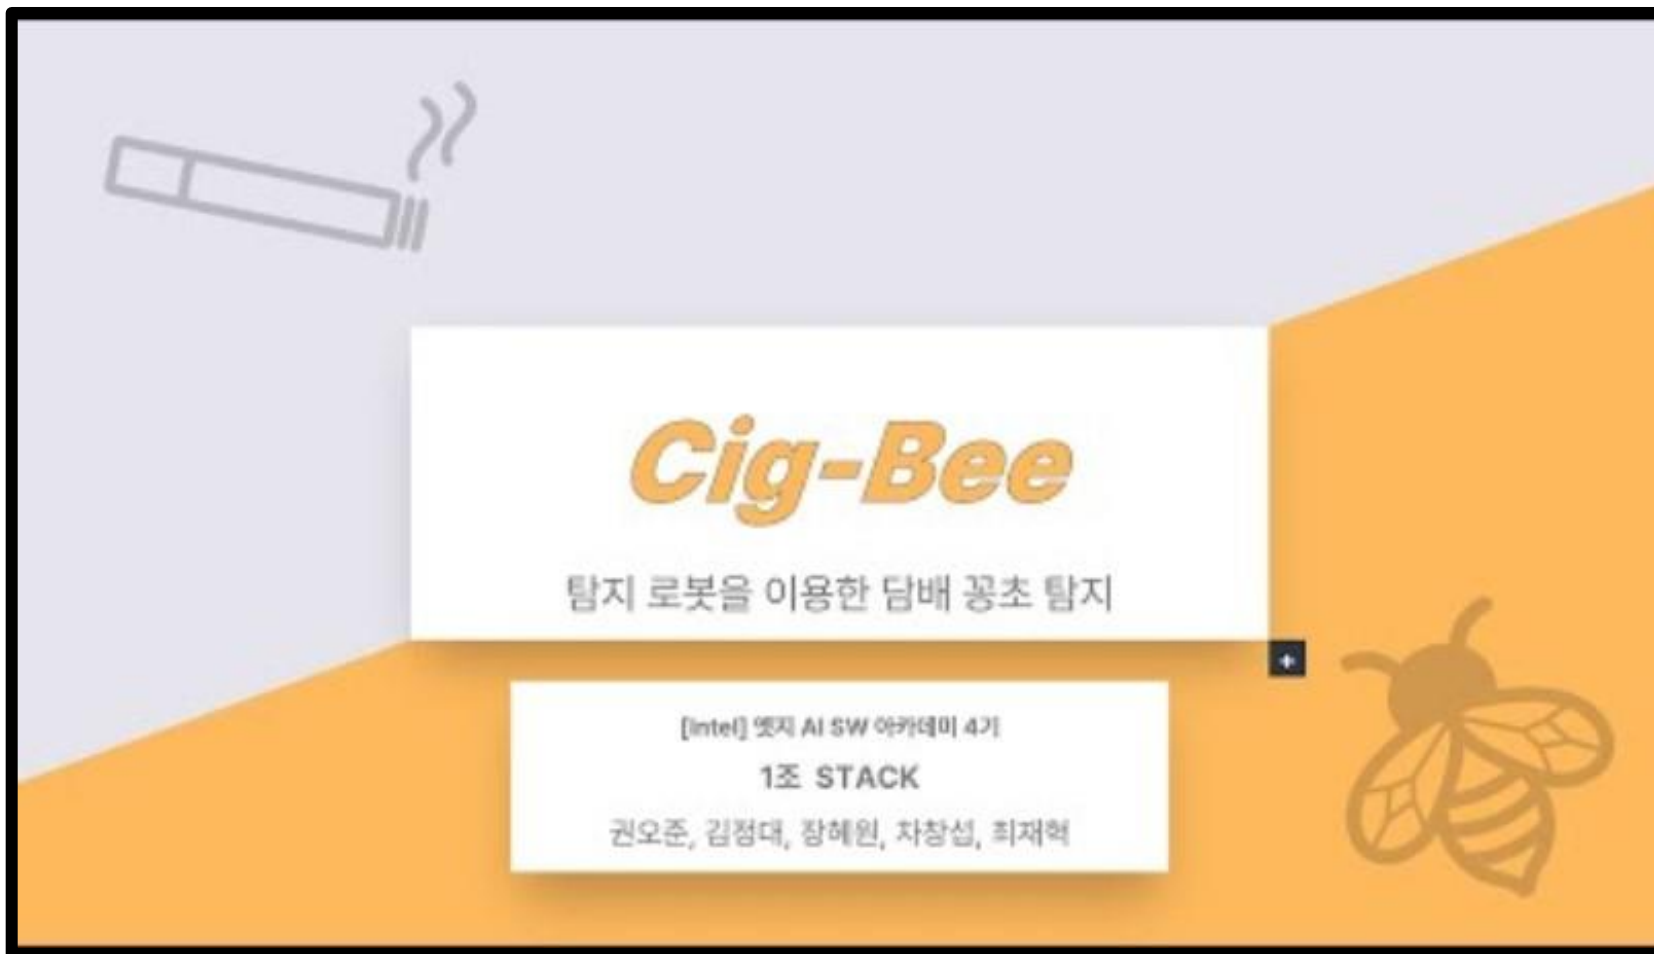 Cig-Bee
탐지 로봇을 이용한 담배 꽁초 탐지
[Intel] 엣지 AI SW 아카데미 4기
1조 STACK
권오준, 김정대, 장혜원, 차창섭, 최재혁